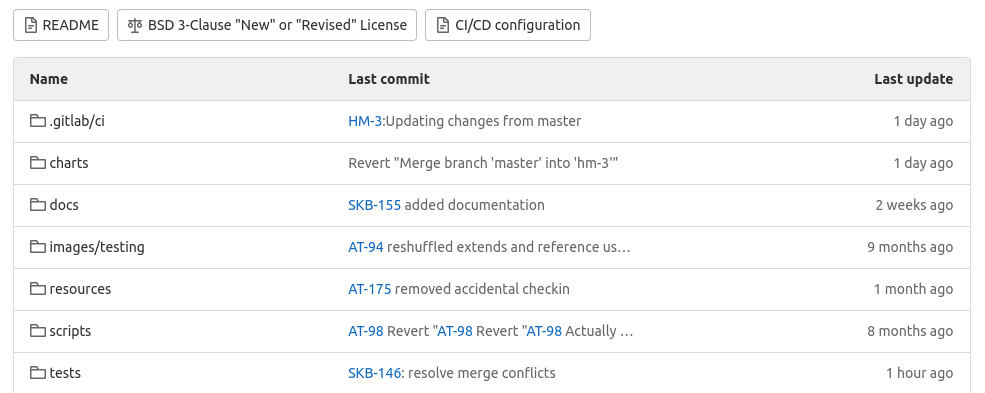 README BSD 3-Clause "New" or "Revised" License CI/CD configuration
Name Last commit Last update
.gitlab/ci HM-3:Updating changes from master 1 day ago
charts Revert "Merge branch 'master' into 'hm-3'" 1 day ago
docs SKB-155 added documentation 2 weeks ago
images/testing AT-94 reshuffled extends and reference us… 9 months ago
resources AT-175 removed accidental checkin 1 month ago
scripts AT-98 Revert "AT-98 Revert "AT-98 Actually … 8 months ago
tests SKB-146: resolve merge conflicts 1 hour ago